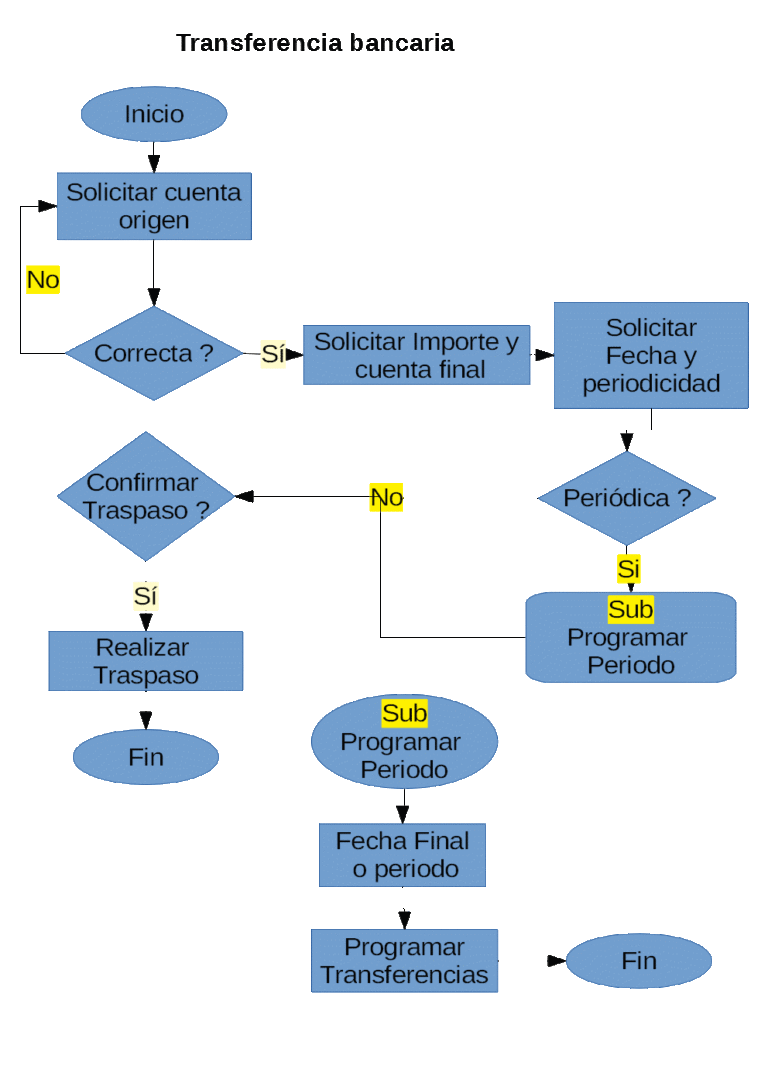 Transferencia bancaria
Inicio
Solicitar cuenta
origen
No
Correcta ?
Sí
Solicitar Importe y
cuenta final
Solicitar
Fecha y
periodicidad
Periódica ?
Si
Sub
Programar
Periodo
No
Confirmar
Traspaso ?
Sí
Realizar
Traspaso
Fin
Sub
Programar
Periodo
Fecha Final
o periodo
Programar
Transferencias
Fin